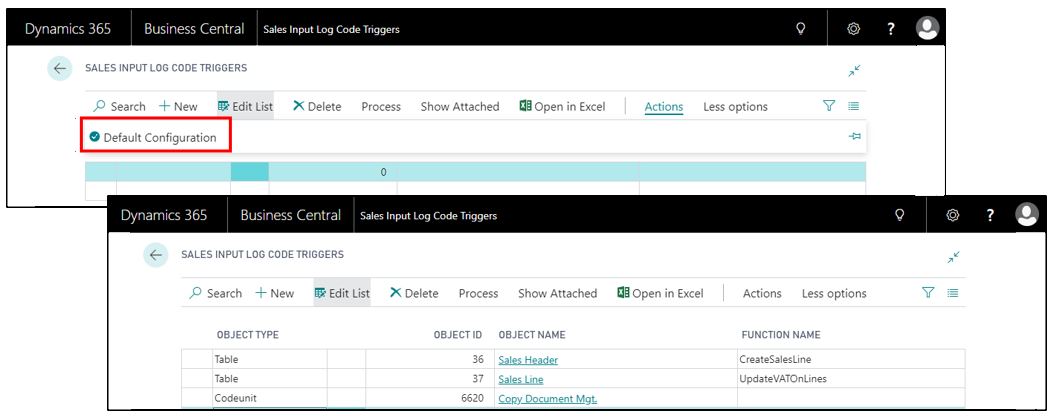 Dynamics 365 Business Central Sales Input Log Code Triggers ?
SALES INPUT LOG CODE TRIGGERS
Search New Edit List Delete Process Show Attached Open in Excel Actions Less options
Default Configuration
0
Dynamics 365 Business Central Sales Input Log Code Triggers ?
SALES INPUT LOG CODE TRIGGERS
Search New Edit List Delete Process Show Attached Open in Excel Actions Less options
OBJECT TYPE OBJECT ID OBJECT NAME FUNCTION NAME
Table 36 Sales Header CreateSalesLine
Table 37 Sales Line UpdateVATOnLines
Codeunit 6620 Copy Document Mgt.